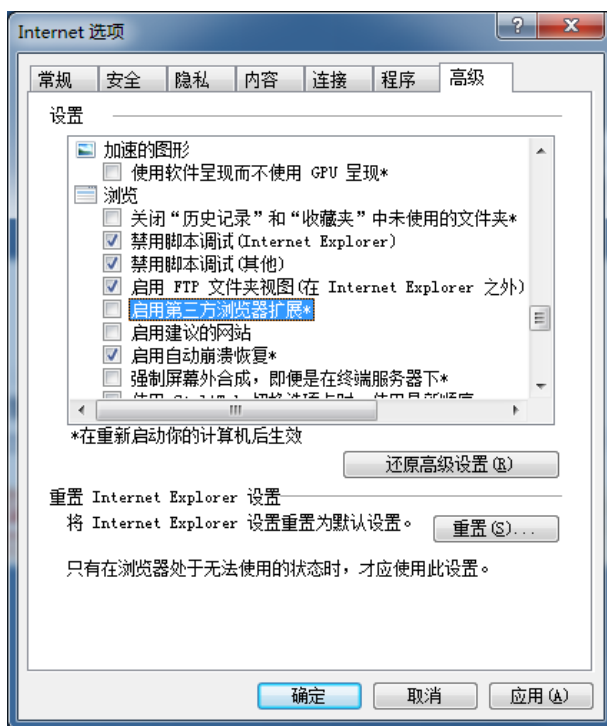 Internet 选项
常规 安全 隐私 内容 连接 程序 高级
设置
加速的图形
使用软件呈现而不使用 GPU 呈现*
浏览
关闭“历史记录”和“收藏夹”中未使用的文件夹*
禁用脚本调试(Internet Explorer)
禁用脚本调试(其他)
启用 FTP 文件夹视图(在 Internet Explorer 之外)
启用第三方浏览器扩展*
启用建议的网站
启用自动崩溃恢复*
强制屏幕外合成，即便是在终端服务器下*
*在重新启动你的计算机后生效
还原高级设置(R)
重置 Internet Explorer 设置
将 Internet Explorer 设置重置为默认设置。 重置(S)...
只有在浏览器处于无法使用的状态时，才应使用此设置。
确定 取消 应用(A)